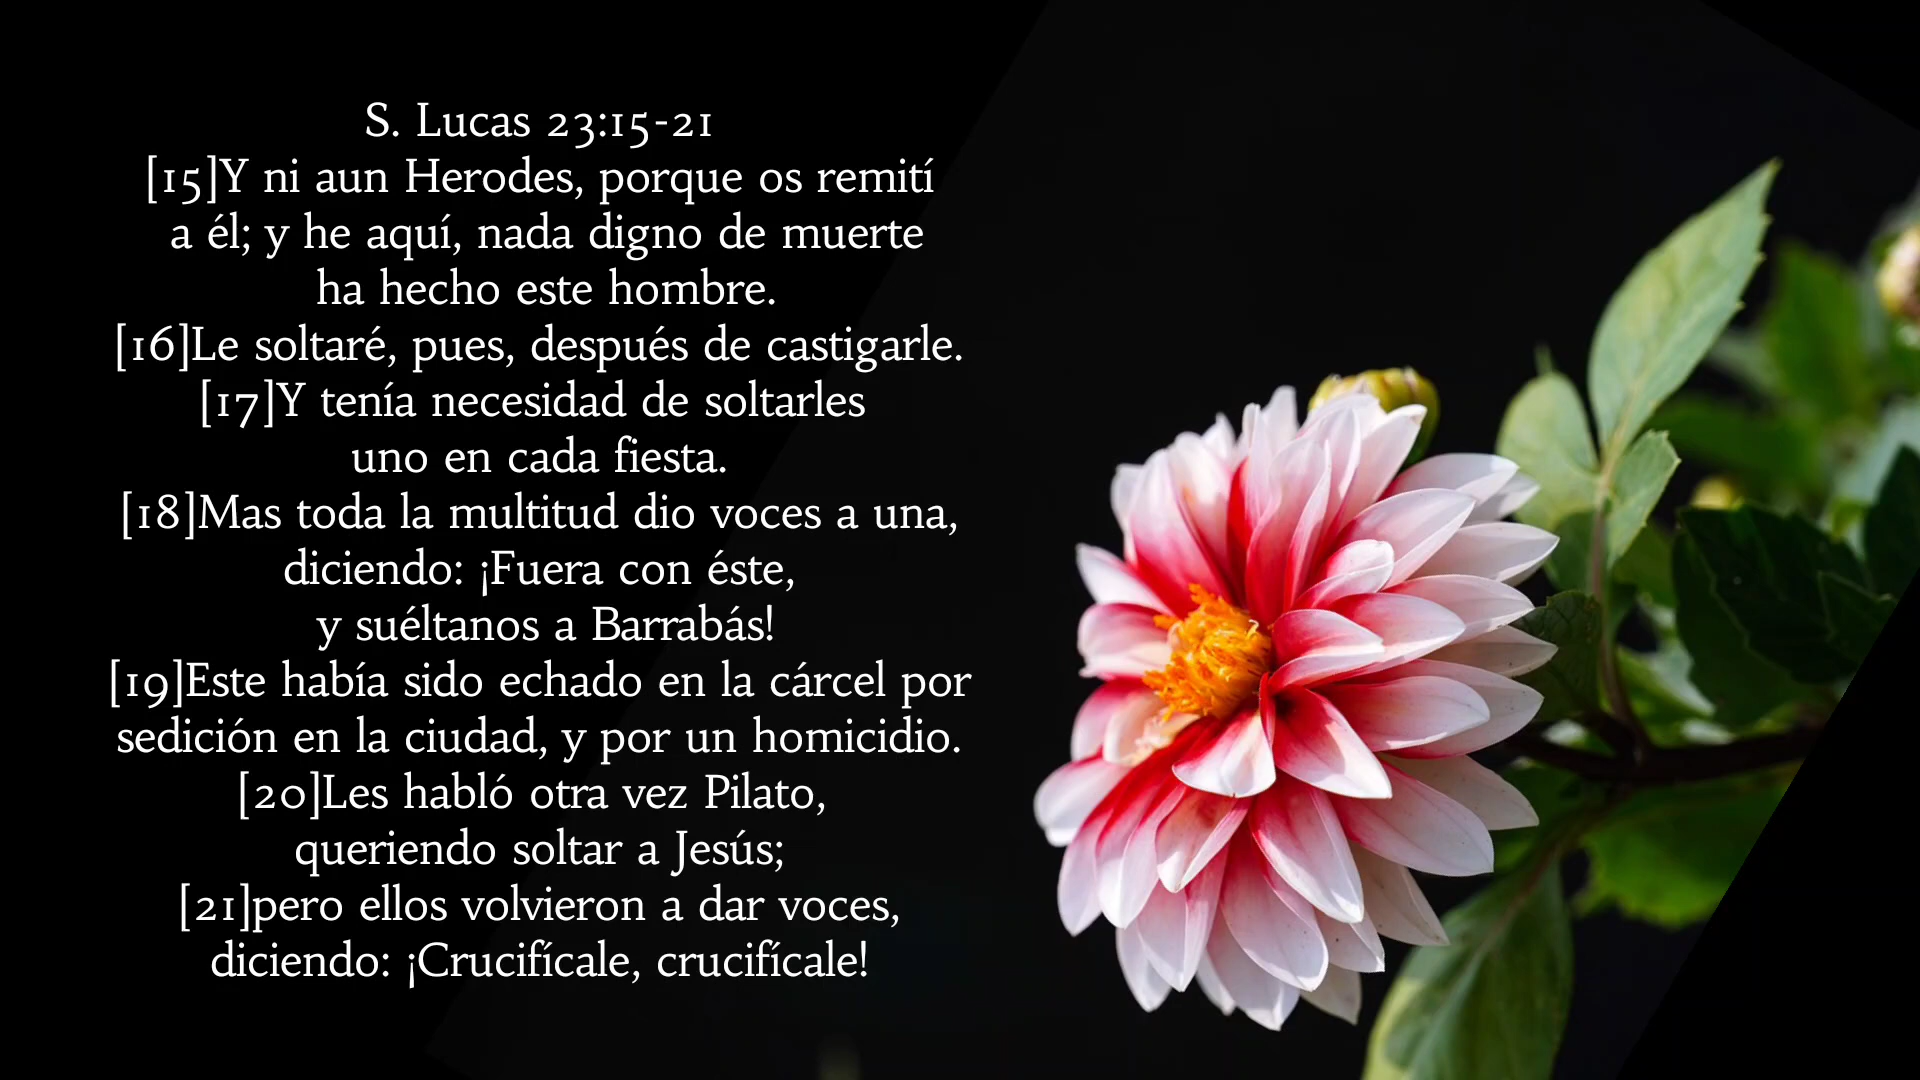 S. Lucas 23:15-21
[15]Y ni aun Herodes, porque os remití
a él; y he aquí, nada digno de muerte
ha hecho este hombre.
[16]Le soltaré, pues, después de castigarle.
[17]Y tenía necesidad de soltarles
uno en cada fiesta.
[18]Mas toda la multitud dio voces a una,
diciendo: ¡Fuera con éste,
y suéltanos a Barrabás!
[19]Este había sido echado en la cárcel por
sedición en la ciudad, y por un homicidio.
[20]Les habló otra vez Pilato,
queriendo soltar a Jesús;
[21]pero ellos volvieron a dar voces,
diciendo: ¡Crucifícale, crucifícale!